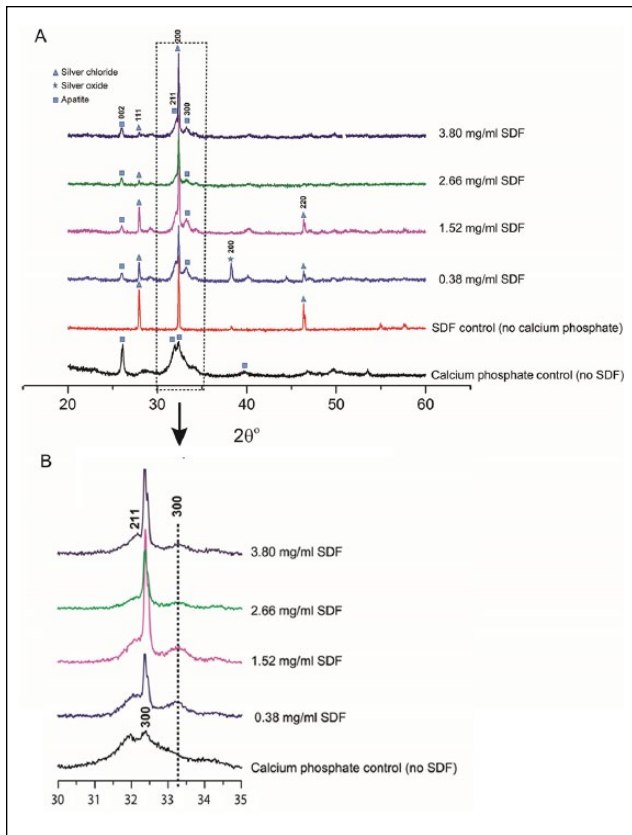 A
200
Silver chloride
Silver oxide
Apatite
002
111
211
300
3.80 mg/ml SDF
2.66 mg/ml SDF
220
1.52 mg/ml SDF
200
0.38 mg/ml SDF
SDF control (no calcium phosphate)
Calcium phosphate control (no SDF)
20 30 40 50 60
2θ°
B
211
300
3.80 mg/ml SDF
2.66 mg/ml SDF
1.52 mg/ml SDF
0.38 mg/ml SDF
300
Calcium phosphate control (no SDF)
30 31 32 33 34 35